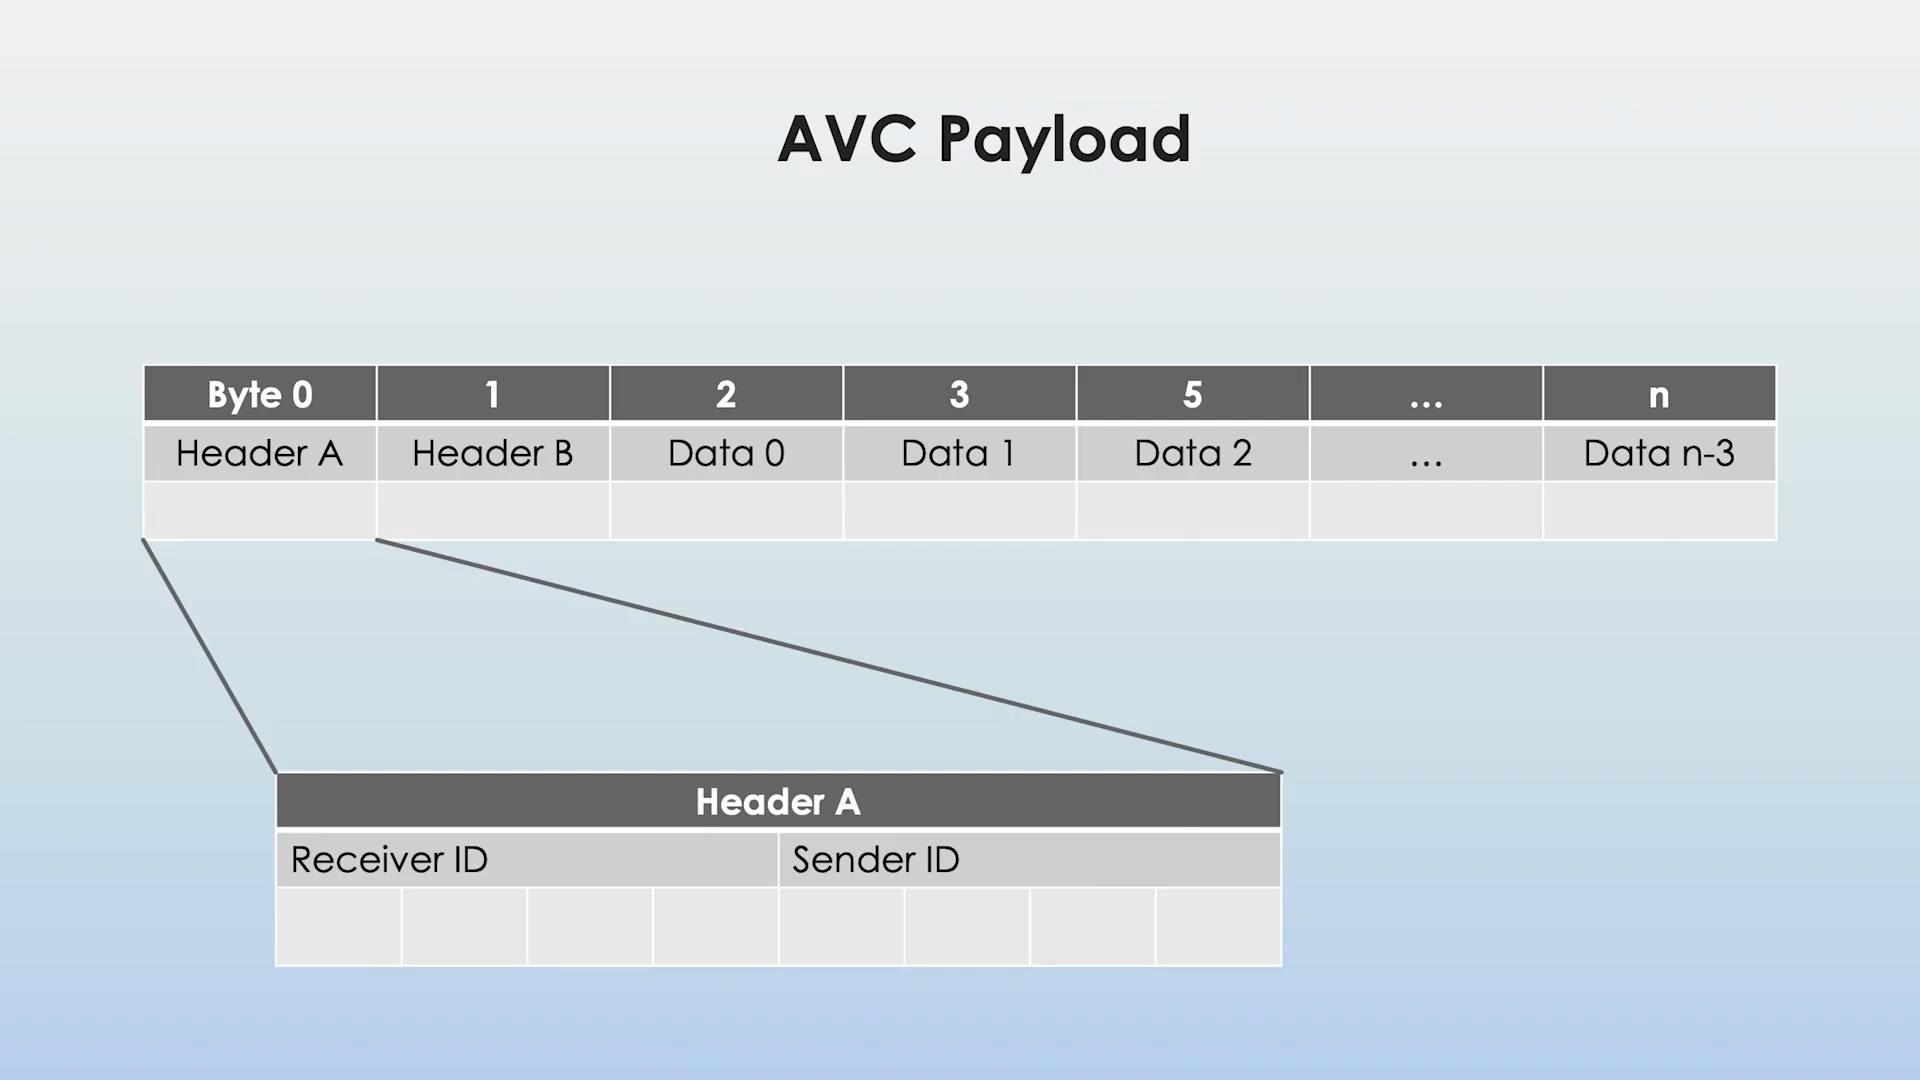 AVC Payload
Byte 0 1 2 3 5 ... n
Header A Header B Data 0 Data 1 Data 2 ... Data n-3
Header A
Receiver ID Sender ID